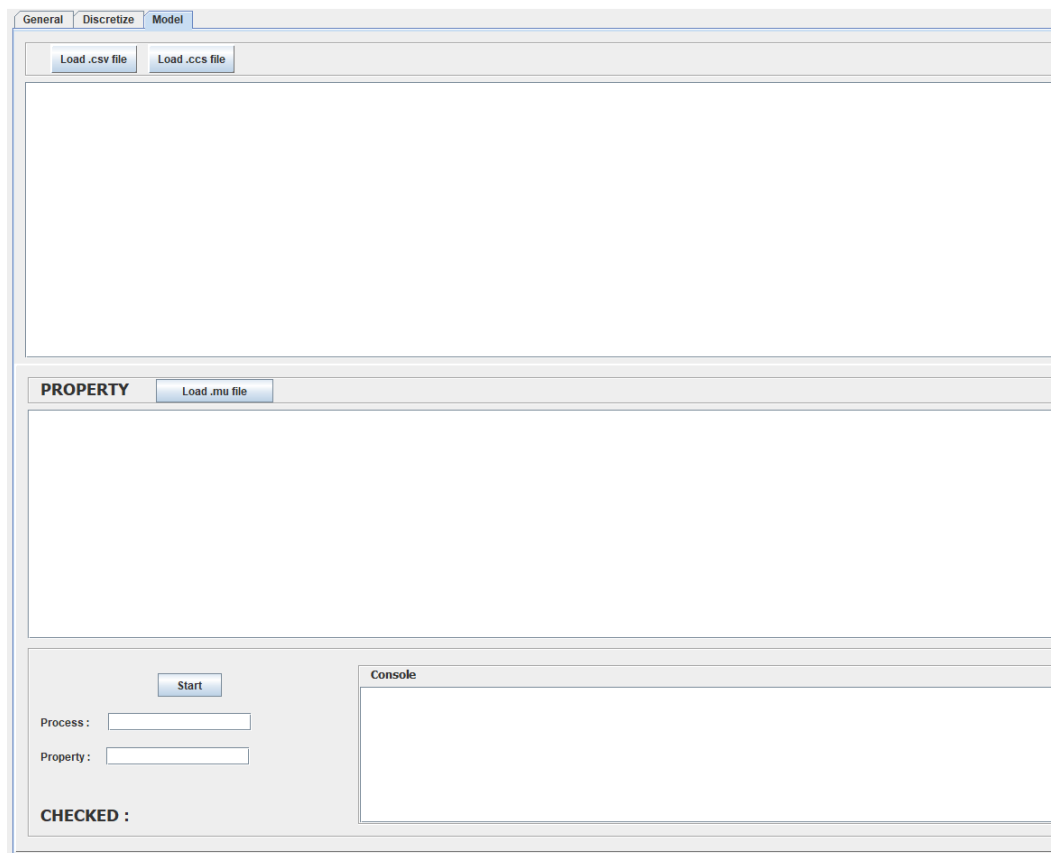 General Discretize Model
Load .csv file Load .ccs file
PROPERTY Load .mu file
Start
Console
Process :
Property :
CHECKED :